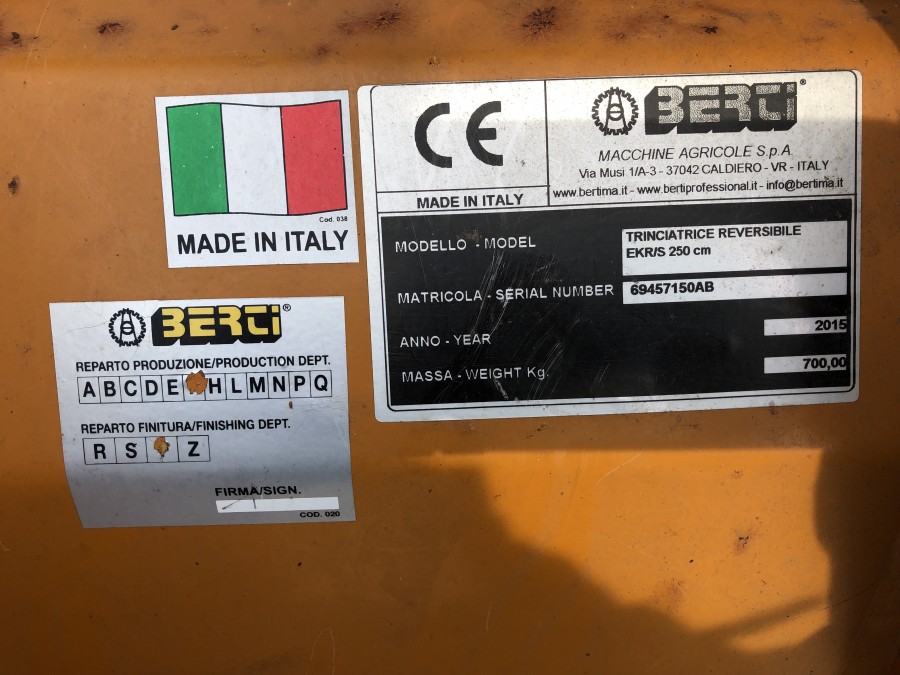 Cod. 038
MADE IN ITALY
CE
MADE IN ITALY
BERTI®
MACCHINE AGRICOLE S.p.A.
Via Musi 1/A-3 - 37042 CALDIERO - VR - ITALY
www.bertima.it - www.bertiprofessional.it - info@bertima.it
MODELLO - MODEL
TRINCIATRICE REVERSIBILE
EKR/S 250 cm
MATRICOLA - SERIAL NUMBER 69457150AB
ANNO - YEAR 2015
MASSA - WEIGHT Kg. 700,00
BERTI®
REPARTO PRODUZIONE/PRODUCTION DEPT.
A B C D E H L M N P Q
REPARTO FINITURA/FINISHING DEPT.
R S Z
FIRMA/SIGN.
COD. 020